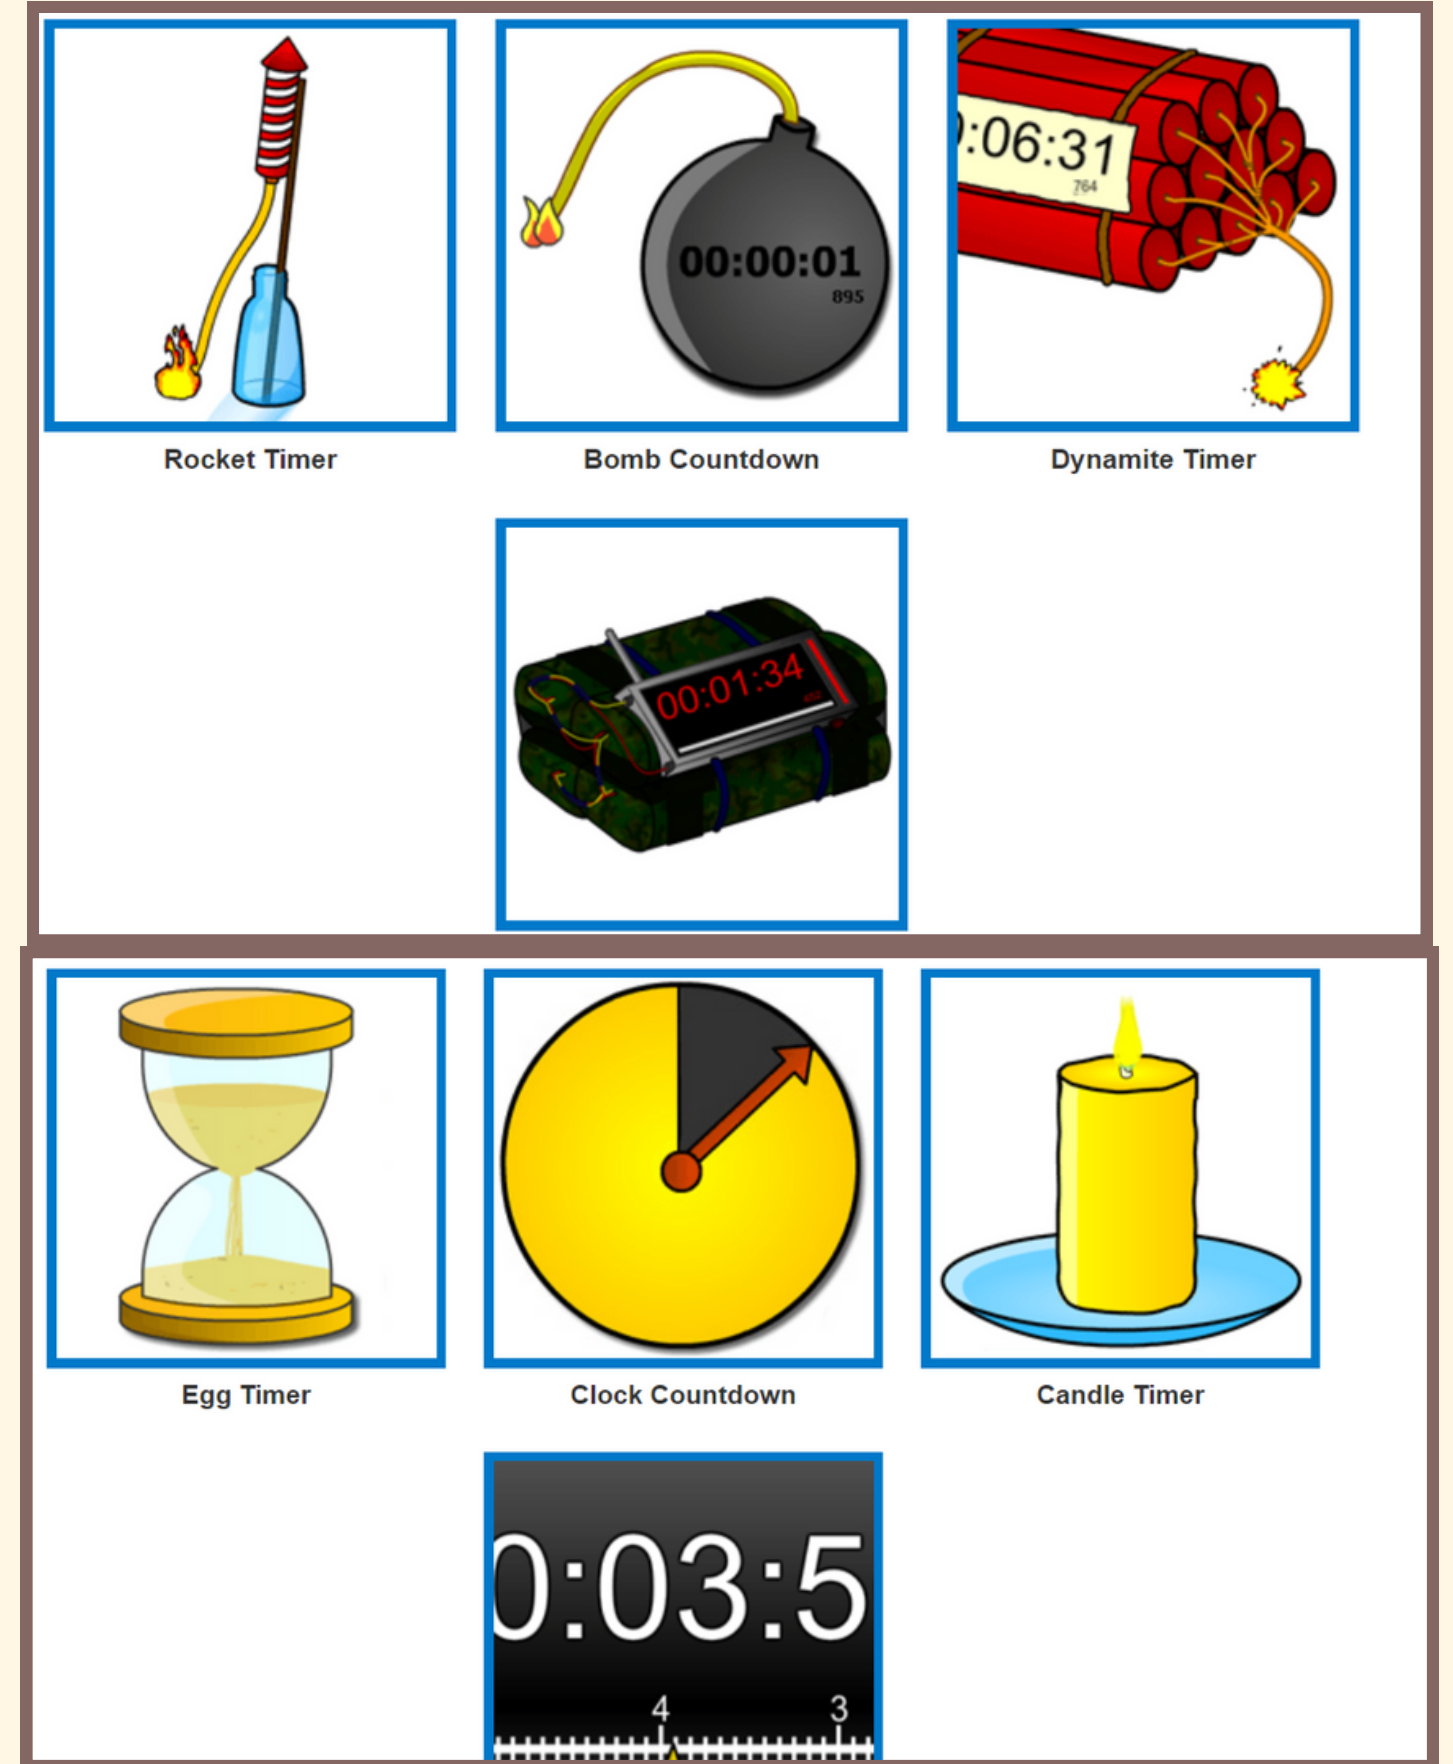 :06:31
764
00:00:01
895
Rocket Timer
Bomb Countdown
Dynamite Timer
00:01:34
Egg Timer
Clock Countdown
Candle Timer
0:03:5
4 3